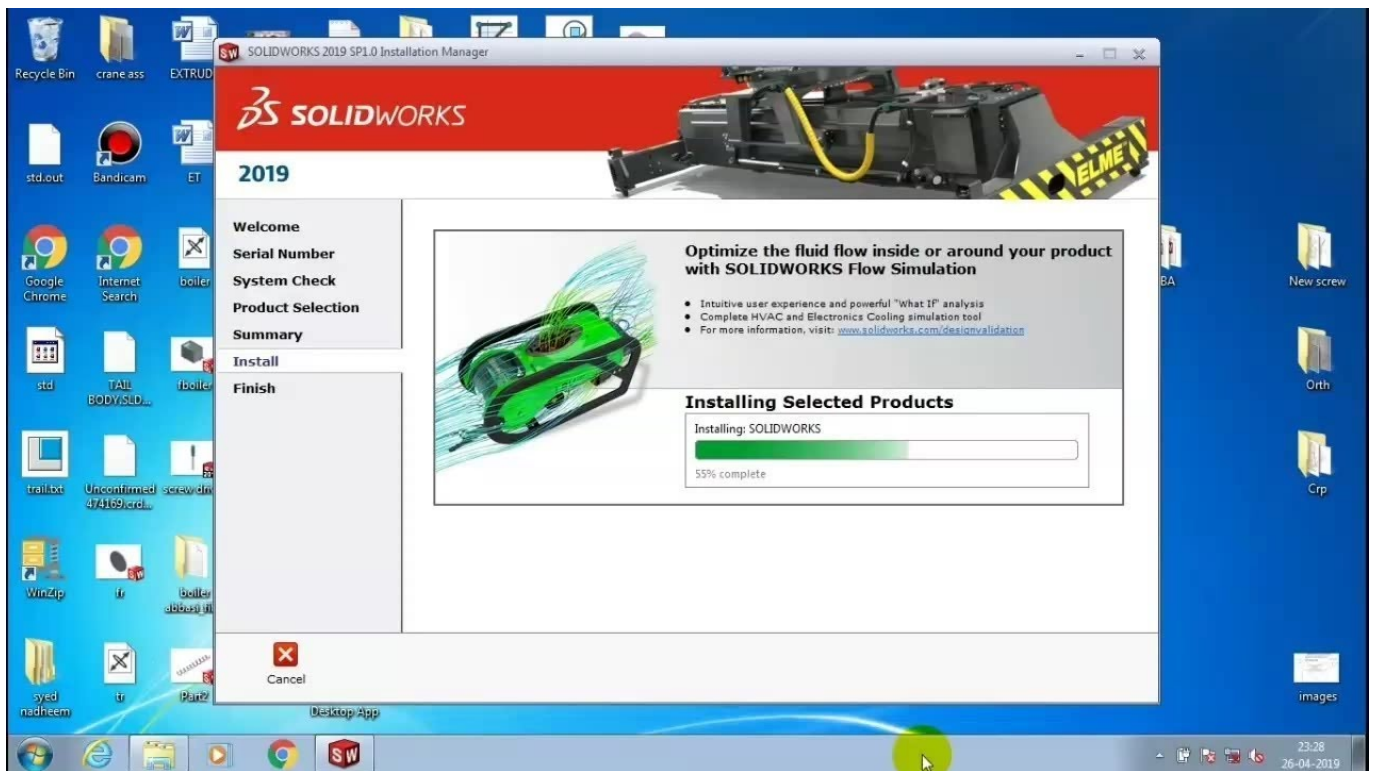 SOLIDWORKS 2019 SP1.0 Installation Manager
SOLIDWORKS
2019
ELME
Welcome
Serial Number
System Check
Product Selection
Summary
Install
Finish
Optimize the fluid flow inside or around your product
with SOLIDWORKS Flow Simulation
Intuitive user experience and powerful "What If" analysis
Complete HVAC and Electronics Cooling simulation tool
For more information, visit: www.solidworks.com/designvalidation
Installing Selected Products
Installing: SOLIDWORKS
55% complete
Cancel
Recycle Bin
crane ass
EXTRUD
std.out
Bandicam
ET
Google
Chrome
Internet
Search
boiler
std
TAIL
BODY.SLD...
fboiler
trail.txt
Unconfirmed
474169.crd...
screw dri
WinZip
boiler
syed
nadheem
tr
Part2
Desktop App
BA
New screw
Orth
Crp
images
SW
23:28
26-04-2019